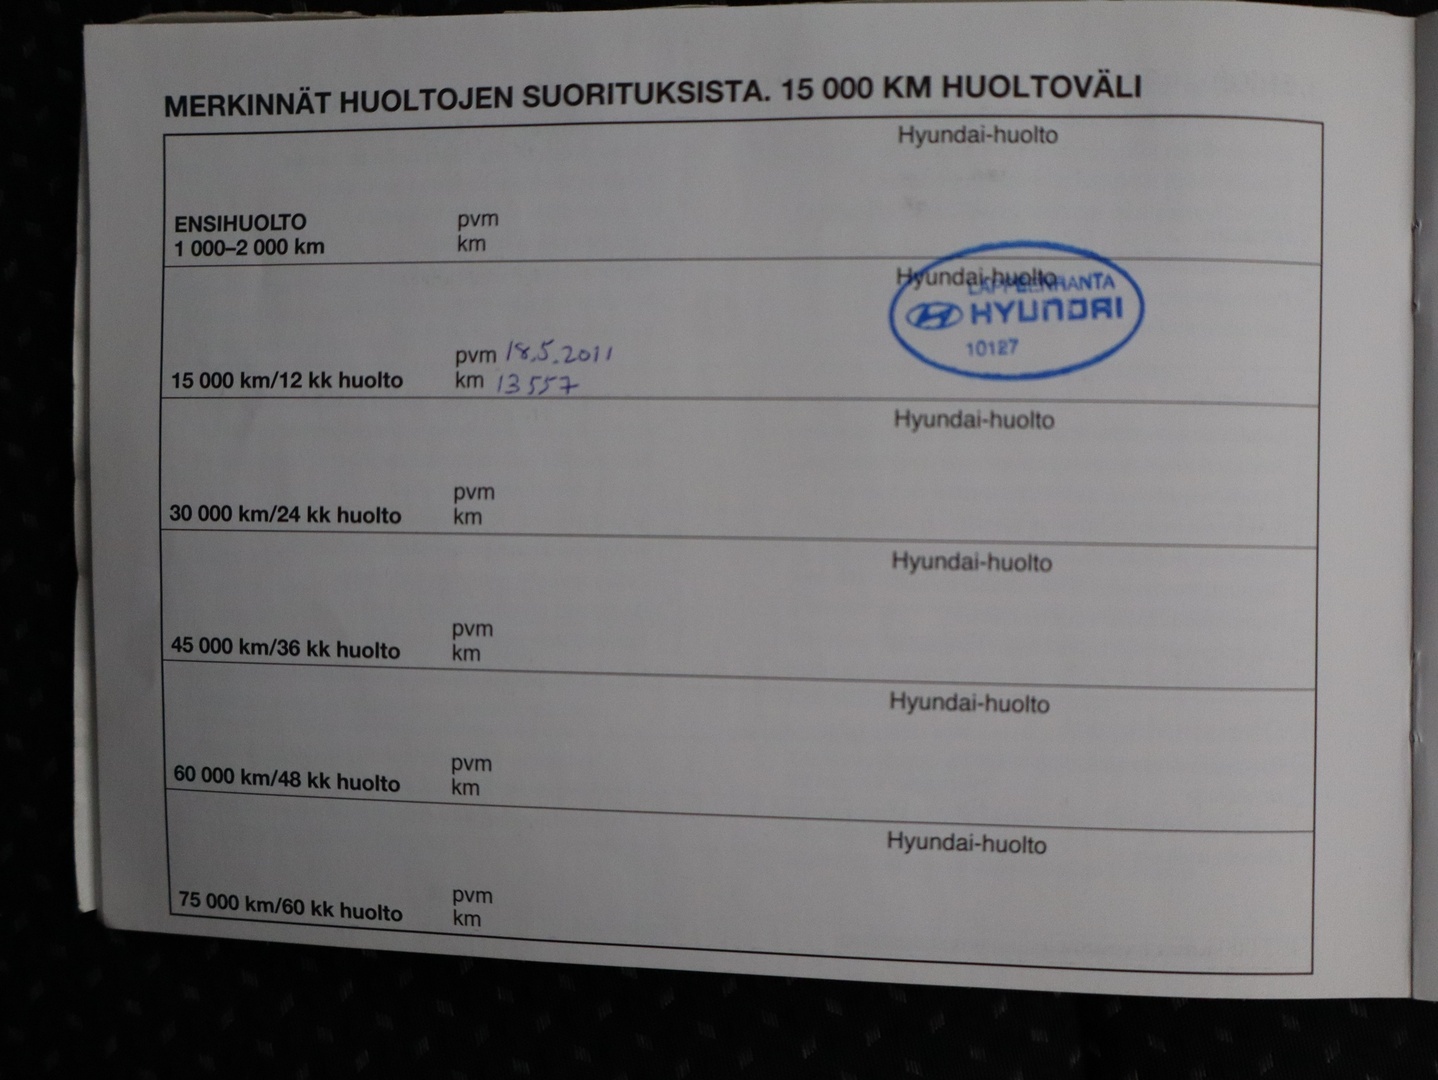 MERKINNÄT HUOLTOJEN SUORITUKSISTA. 15 000 KM HUOLTOVÄLI
Hyundai-huolto
ENSIHUOLTO
1 000–2 000 km
pvm
km
Hyundai-huolto
LAPPEENRANTA
HYUNDAI
10127
15 000 km/12 kk huolto
pvm 18.5.2011
km 13557
Hyundai-huolto
30 000 km/24 kk huolto
pvm
km
Hyundai-huolto
45 000 km/36 kk huolto
pvm
km
Hyundai-huolto
60 000 km/48 kk huolto
pvm
km
Hyundai-huolto
75 000 km/60 kk huolto
pvm
km